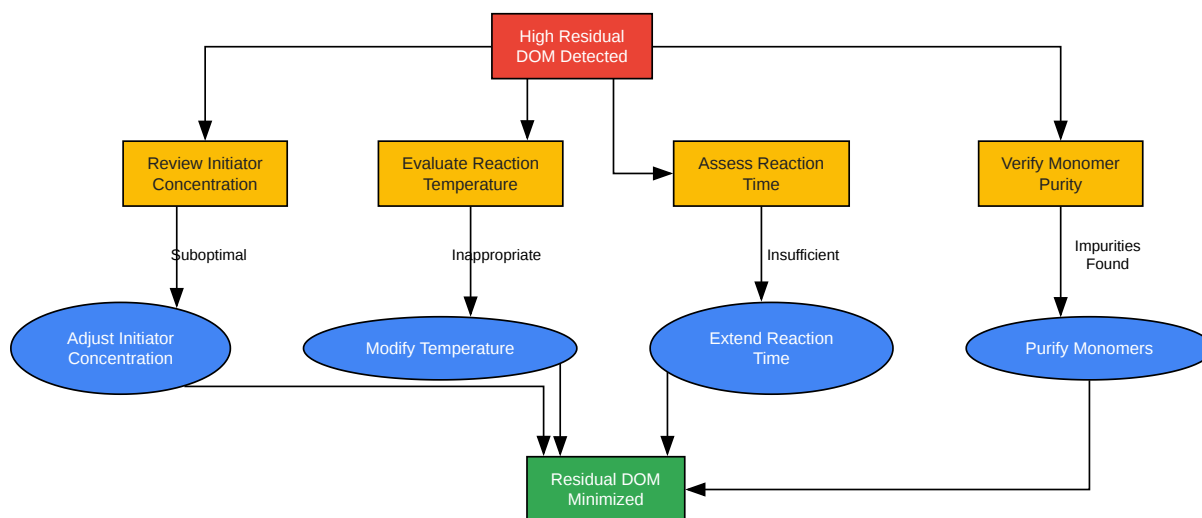 High Residual
DOM Detected
Review Initiator
Concentration
Evaluate Reaction
Temperature
Assess Reaction
Time
Verify Monomer
Purity
Suboptimal
Inappropriate
Insufficient
Impurities
Found
Adjust Initiator
Concentration
Modify Temperature
Extend Reaction
Time
Purify Monomers
Residual DOM
Minimized